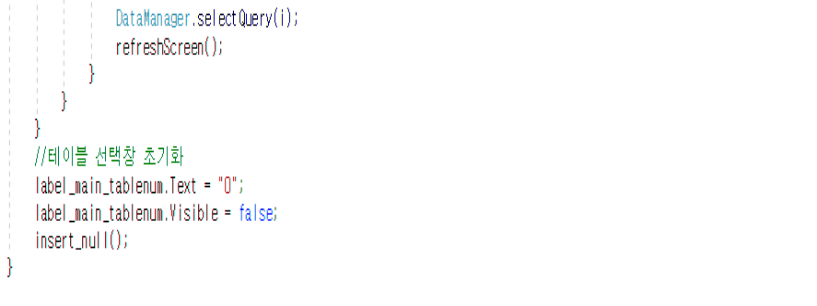 DataManager.selectQuery(i);
refreshScreen();
}
}
}
//테이블 선택창 초기화
label_main_tablenum.Text = "0";
label_main_tablenum.Visible = false;
insert_null();
}